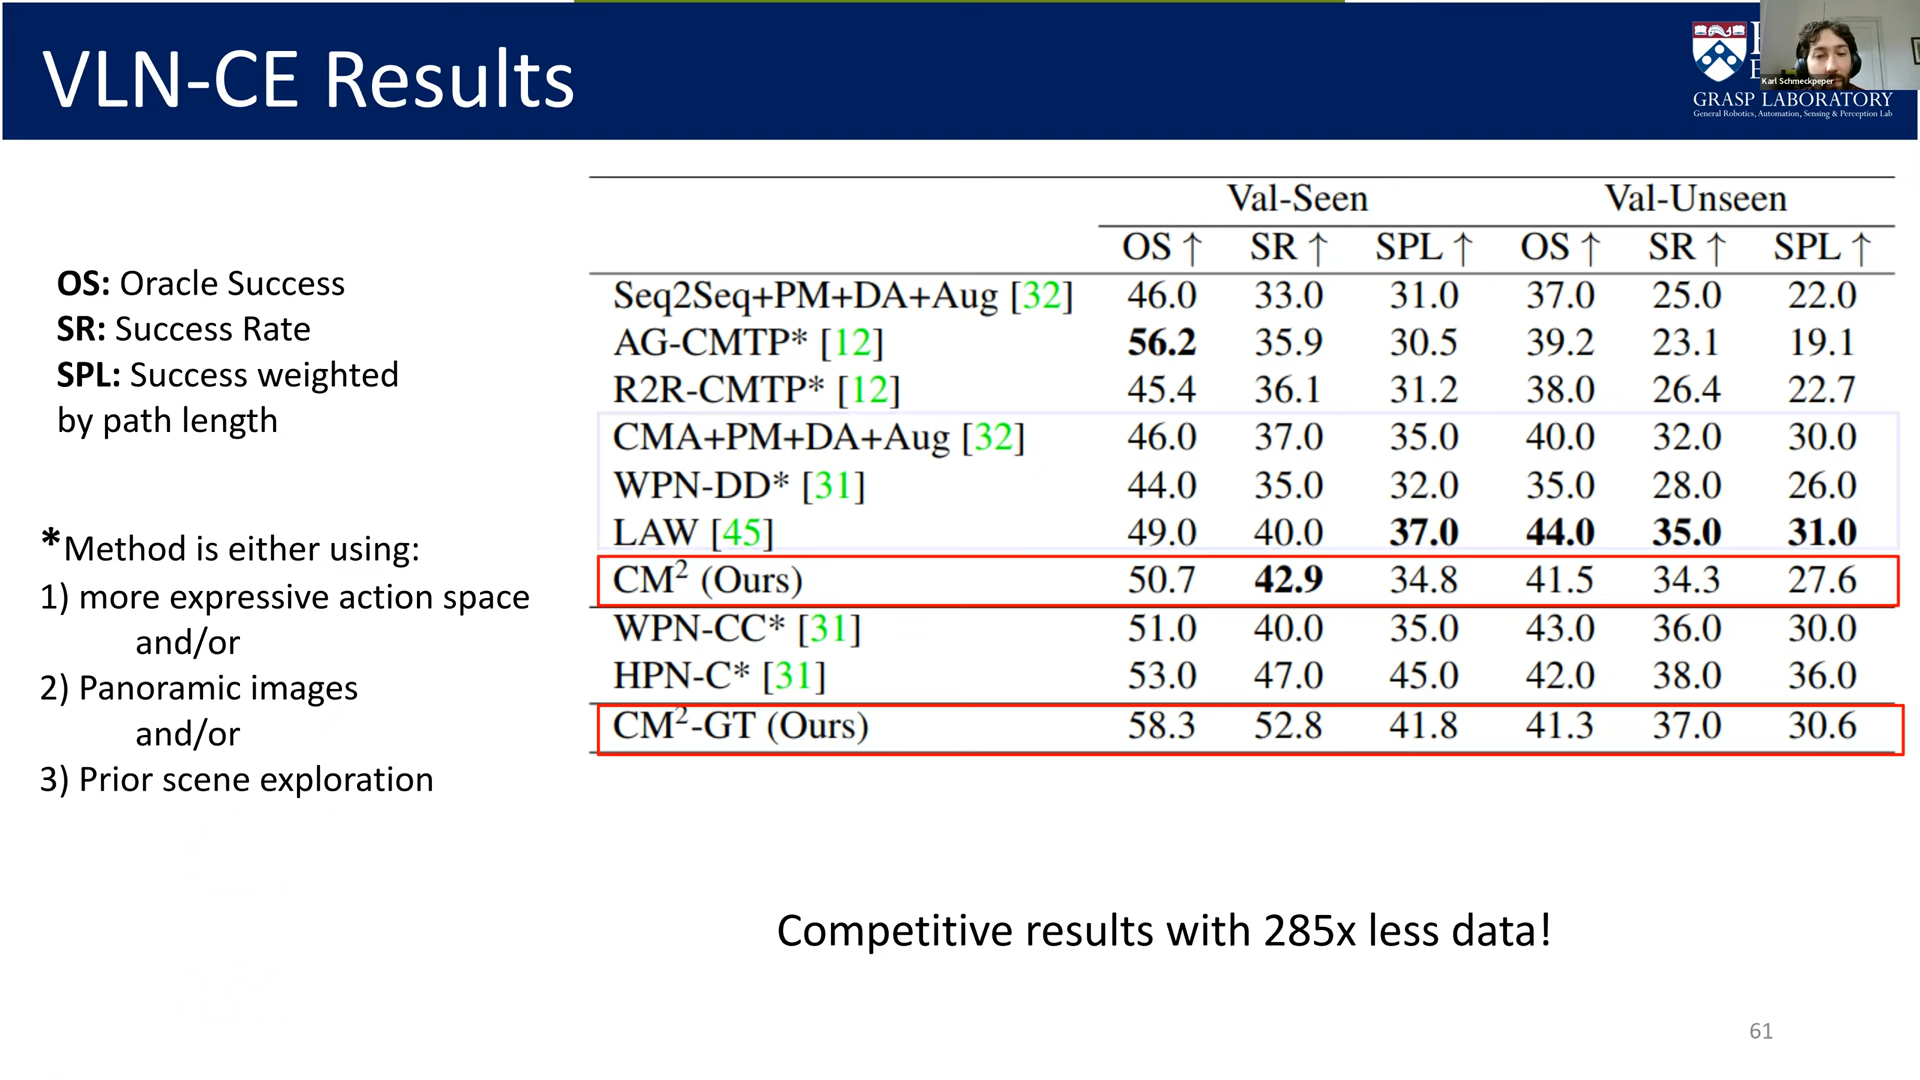 VLN-CE Results
Karl Schmeckpeper
GRASP LABORATORY
General Robotics, Automation, Sensing & Perception Lab
OS: Oracle Success
SR: Success Rate
SPL: Success weighted
by path length
*Method is either using:
1) more expressive action space
and/or
2) Panoramic images
and/or
3) Prior scene exploration
Val-Seen Val-Unseen
OS ↑ SR ↑ SPL ↑ OS ↑ SR ↑ SPL ↑
Seq2Seq+PM+DA+Aug [32] 46.0 33.0 31.0 37.0 25.0 22.0
AG-CMTP* [12] 56.2 35.9 30.5 39.2 23.1 19.1
R2R-CMTP* [12] 45.4 36.1 31.2 38.0 26.4 22.7
CMA+PM+DA+Aug [32] 46.0 37.0 35.0 40.0 32.0 30.0
WPN-DD* [31] 44.0 35.0 32.0 35.0 28.0 26.0
LAW [45] 49.0 40.0 37.0 44.0 35.0 31.0
CM² (Ours) 50.7 42.9 34.8 41.5 34.3 27.6
WPN-CC* [31] 51.0 40.0 35.0 43.0 36.0 30.0
HPN-C* [31] 53.0 47.0 45.0 42.0 38.0 36.0
CM²-GT (Ours) 58.3 52.8 41.8 41.3 37.0 30.6
Competitive results with 285x less data!
61